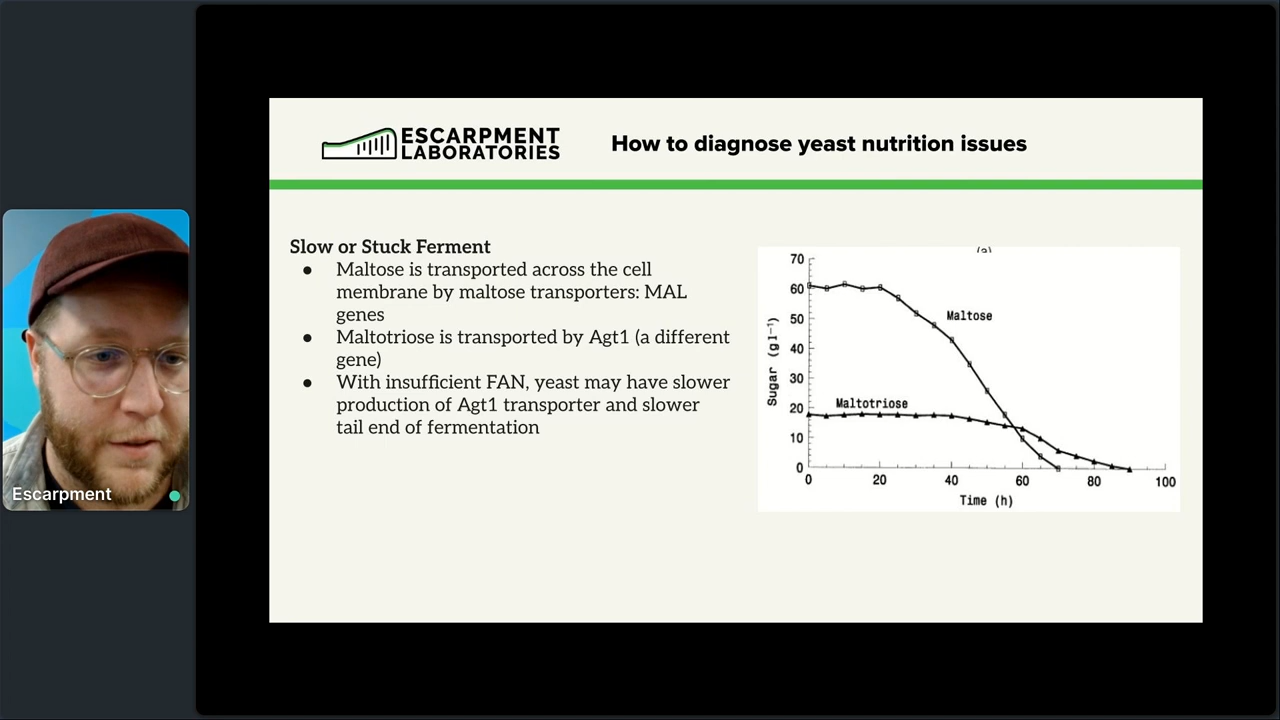 ESCARPMENT
LABORATORIES
How to diagnose yeast nutrition issues
Slow or Stuck Ferment
● Maltose is transported across the cell
membrane by maltose transporters: MAL
genes
● Maltotriose is transported by Agt1 (a different
gene)
● With insufficient FAN, yeast may have slower
production of Agt1 transporter and slower
tail end of fermentation
(a)
70
60
50
40
30
20
10
0
Sugar (gl⁻¹)
Maltose
Maltotriose
0 20 40 60 80 100
Time (h)
Escarpment